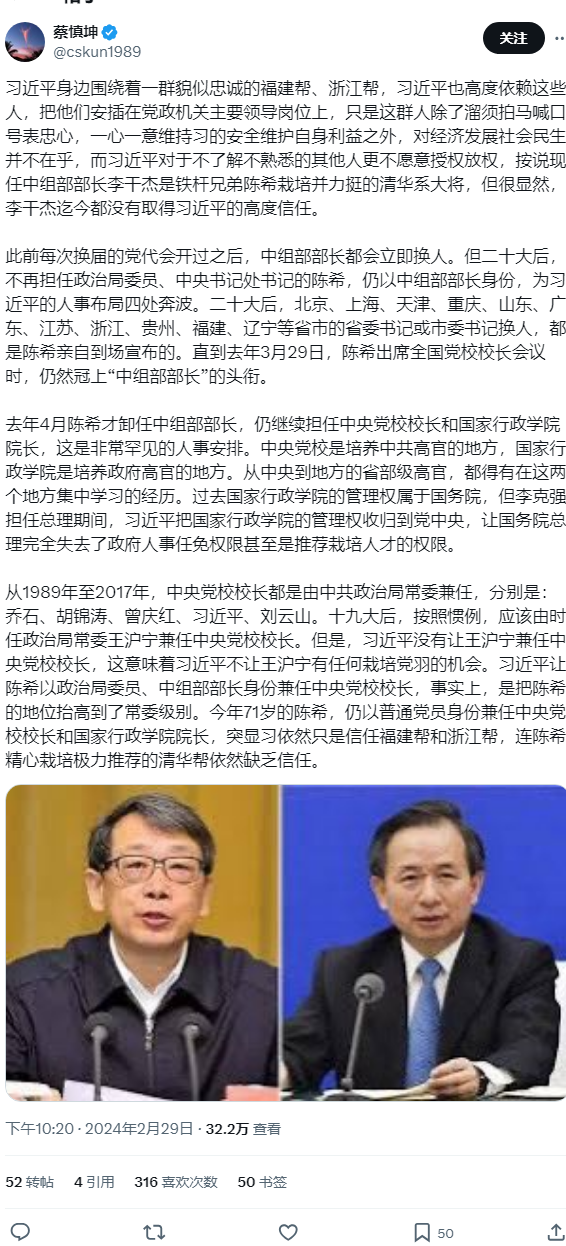 蔡慎坤
@cskun1989
关注
习近平身边围绕着一群貌似忠诚的福建帮、浙江帮，习近平也高度依赖这些
人，把他们安插在党政机关主要领导岗位上，只是这群人除了溜须拍马喊口
号表忠心，一心一意维持习的安全维护自身利益之外，对经济发展社会民生
并不在乎，而习近平对于不了解不熟悉的其他人更不愿意授权放权，按说现
任中组部部长李干杰是铁杆兄弟陈希栽培并力挺的清华系大将，但很显然，
李干杰迄今都没有取得习近平的高度信任。
此前每次换届的党代会开过之后，中组部部长都会立即换人。但二十大后，
不再担任政治局委员、中央书记处书记的陈希，仍以中组部部长身份，为习
近平的人事布局四处奔波。二十大后，北京、上海、天津、重庆、山东、广
东、江苏、浙江、贵州、福建、辽宁等省市的省委书记或市委书记换人，都
是陈希亲自到场宣布的。直到去年3月29日，陈希出席全国党校校长会议
时，仍然冠上“中组部部长”的头衔。
去年4月陈希才卸任中组部部长，仍继续担任中央党校校长和国家行政学院
院长，这是非常罕见的人事安排。中央党校是培养中共高官的地方，国家行
政学院是培养政府高官的地方。从中央到地方的省部级高官，都得有在这两
个地方集中学习的经历。过去国家行政学院的管理权属于国务院，但李克强
担任总理期间，习近平把国家行政学院的管理权收归到党中央，让国务院总
理完全失去了政府人事任免权限甚至是推荐栽培人才的权限。
从1989年至2017年，中央党校校长都是由中共政治局常委兼任，分别是：
乔石、胡锦涛、曾庆红、习近平、刘云山。十九大后，按照惯例，应该由时
任政治局常委王沪宁兼任中央党校校长。但是，习近平没有让王沪宁兼任中
央党校校长，这意味着习近平不让王沪宁有任何栽培党羽的机会。习近平让
陈希以政治局委员、中组部部长身份兼任中央党校校长，事实上，是把陈希
的地位抬高到了常委级别。今年71岁的陈希，仍以普通党员身份兼任中央党
校校长和国家行政学院院长，突显习依然只是信任福建帮和浙江帮，连陈希
精心栽培极力推荐的清华帮依然缺乏信任。
下午10:20 · 2024年2月29日 · 32.2万 查看
52 转帖 4 引用 316 喜欢次数 50 书签
50